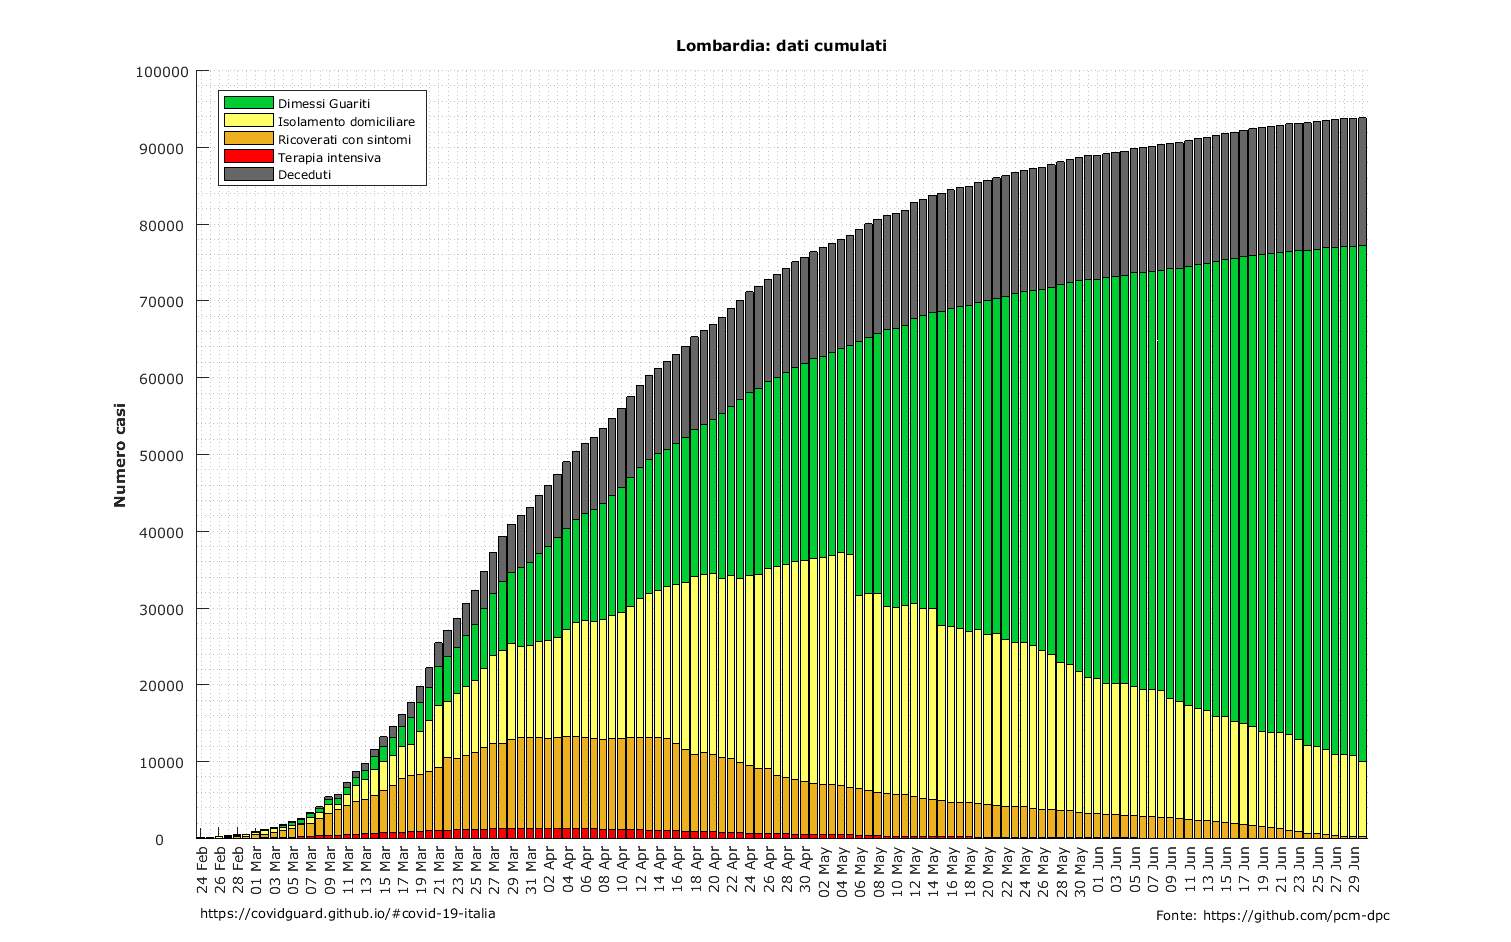 Lombardia: dati cumulati
100000
90000
80000
70000
60000
50000
40000
30000
20000
10000
0
Numero casi
Dimessi Guariti
Isolamento domiciliare
Ricoverati con sintomi
Terapia intensiva
Deceduti
24 Feb
26 Feb
28 Feb
01 Mar
03 Mar
05 Mar
07 Mar
09 Mar
11 Mar
13 Mar
15 Mar
17 Mar
19 Mar
21 Mar
23 Mar
25 Mar
27 Mar
29 Mar
31 Mar
02 Apr
04 Apr
06 Apr
08 Apr
10 Apr
12 Apr
14 Apr
16 Apr
18 Apr
20 Apr
22 Apr
24 Apr
26 Apr
28 Apr
30 Apr
02 May
04 May
06 May
08 May
10 May
12 May
14 May
16 May
18 May
20 May
22 May
24 May
26 May
28 May
30 May
01 Jun
03 Jun
05 Jun
07 Jun
09 Jun
11 Jun
13 Jun
15 Jun
17 Jun
19 Jun
21 Jun
23 Jun
25 Jun
27 Jun
29 Jun
https://covidguard.github.io/#covid-19-italia
Fonte: https://github.com/pcm-dpc